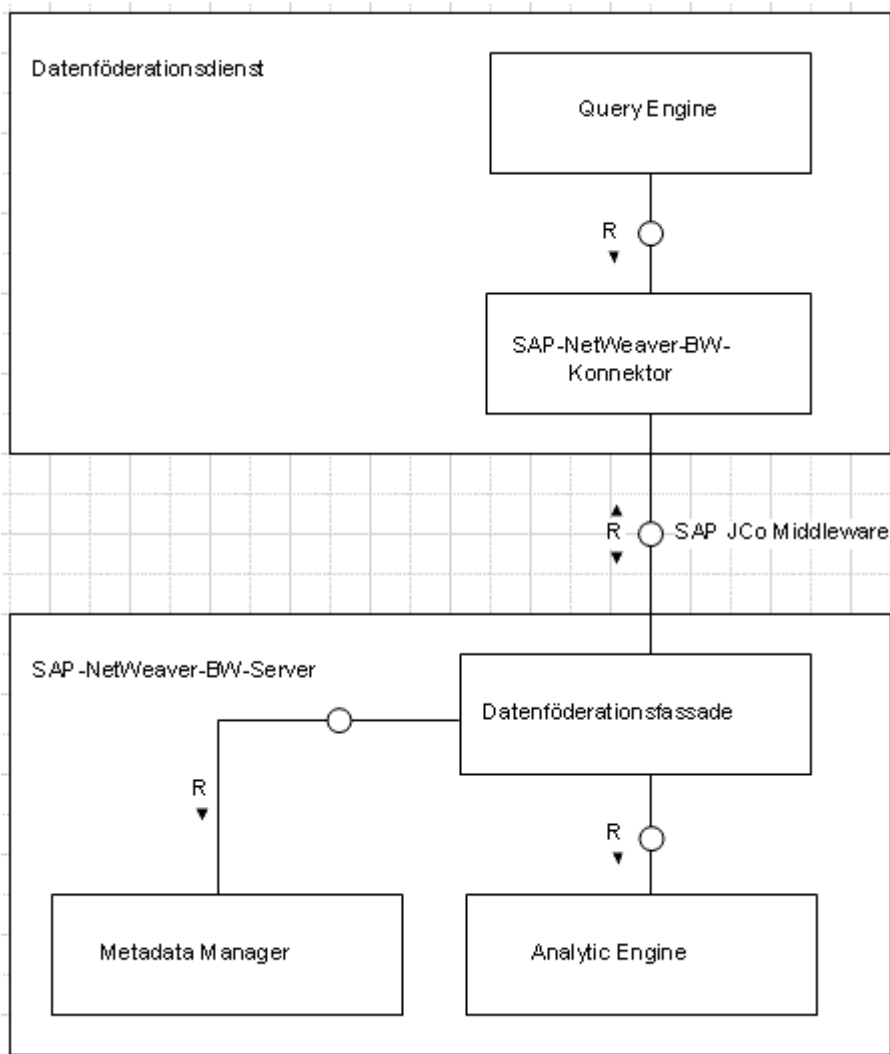 Datenföderationsdienst
Query Engine
R
SAP-NetWeaver-BW-
Konnektor
R
SAP JCo Middleware
SAP-NetWeaver-BW-Server
Datenföderationsfassade
R
R
Metadata Manager
Analytic Engine